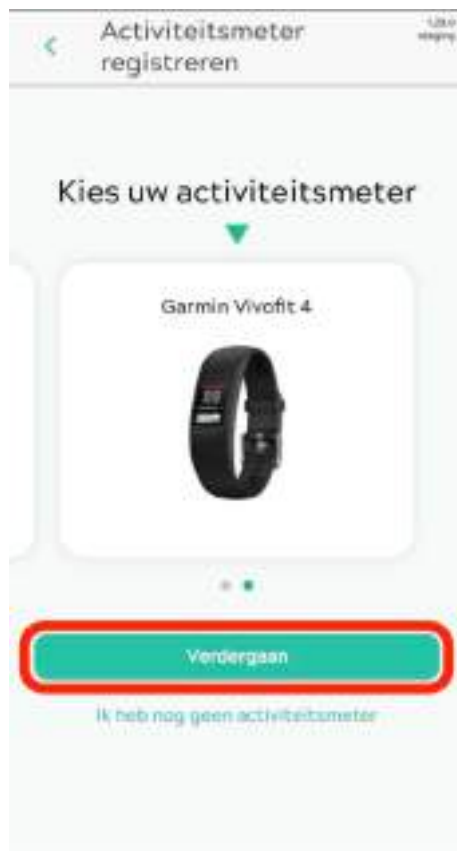 Activiteitsmeter
registreren
Kies uw activiteitsmeter
Garmin Vivofit 4
Verdergaan
Ik heb nog geen activiteitsmeter